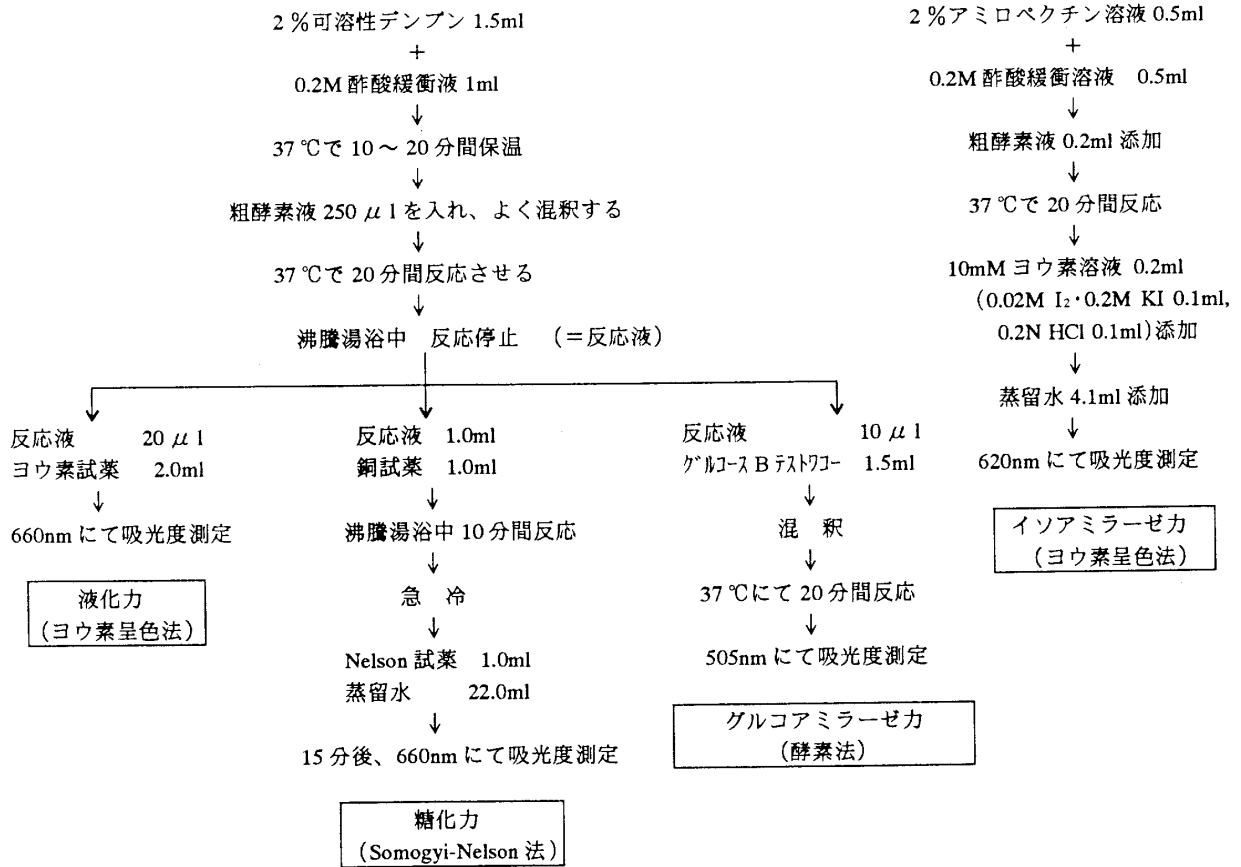 2％可溶性デンプン 1.5ml
＋
0.2M 酢酸緩衝液 1ml
↓
37 ℃で 10 ～ 20 分間保温
↓
粗酵素液 250 μl を入れ、よく混釈する
↓
37 ℃で 20 分間反応させる
↓
沸騰湯浴中　反応停止　（＝反応液）
反応液　20 μl
ヨウ素試薬　2.0ml
↓
660nm にて吸光度測定
液化力
（ヨウ素呈色法）
反応液　1.0ml
銅試薬　1.0ml
↓
沸騰湯浴中 10 分間反応
↓
急　冷
↓
Nelson 試薬　1.0ml
蒸留水　22.0ml
↓
15 分後、660nm にて吸光度測定
糖化力
（Somogyi-Nelson 法）
反応液　10 μl
ｸﾞﾙｺｰｽ B ﾃｽﾄﾜｺｰ　1.5ml
↓
混　釈
↓
37 ℃にて 20 分間反応
↓
505nm にて吸光度測定
グルコアミラーゼ力
（酵素法）
2％アミロペクチン溶液 0.5ml
＋
0.2M 酢酸緩衝溶液　0.5ml
↓
粗酵素液 0.2ml 添加
↓
37 ℃で 20 分間反応
↓
10mM ヨウ素溶液 0.2ml
（0.02M I₂・0.2M KI 0.1ml,
0.2N HCl 0.1ml）添加
↓
蒸留水 4.1ml 添加
↓
620nm にて吸光度測定
イソアミラーゼ力
（ヨウ素呈色法）